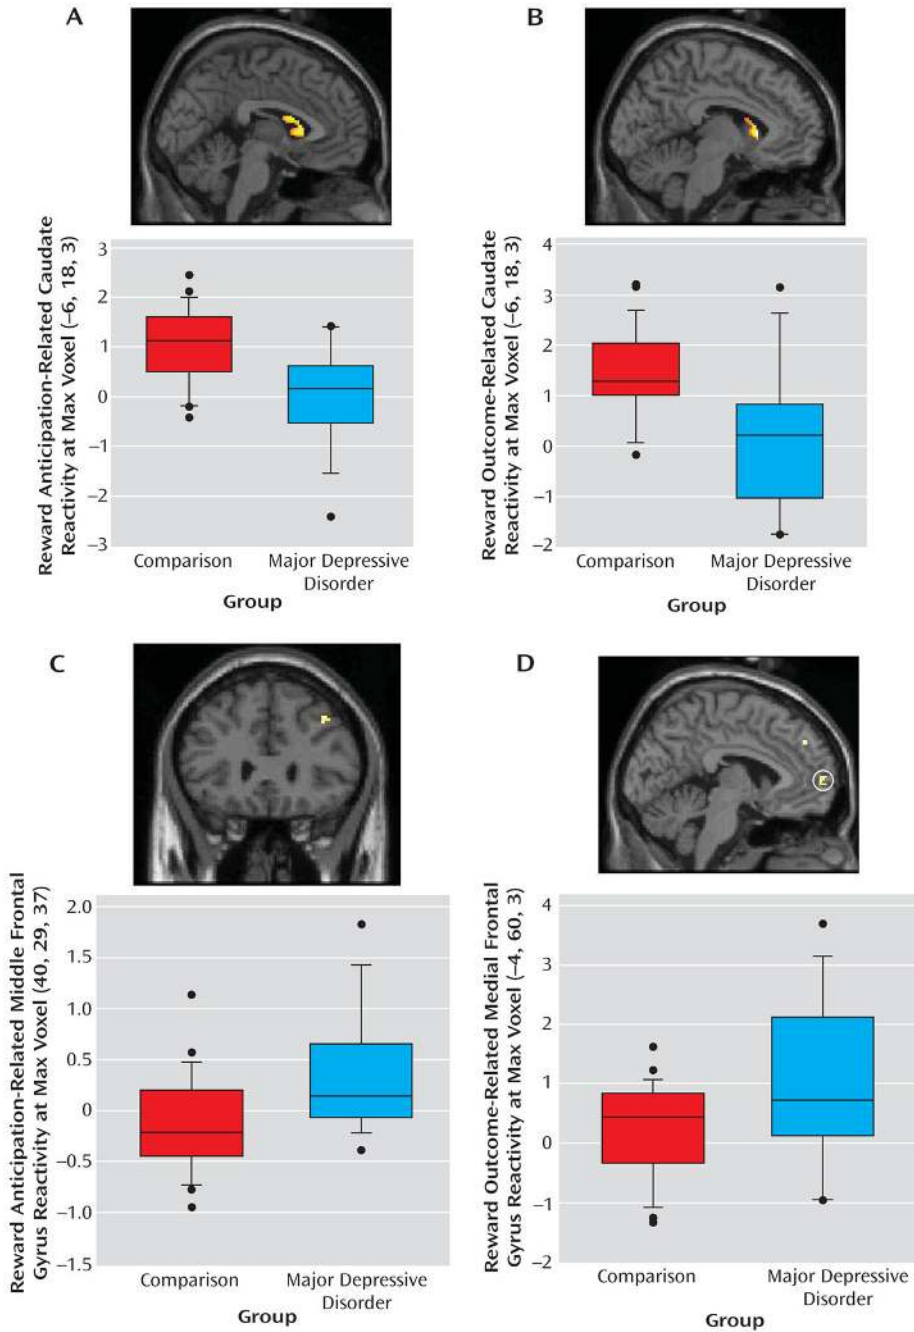 A
Reward Anticipation-Related Caudate
Reactivity at Max Voxel (–6, 18, 3)
3
2
1
0
–1
–2
–3
Comparison
Major Depressive
Disorder
Group
B
Reward Outcome-Related Caudate
Reactivity at Max Voxel (–6, 18, 3)
4
3
2
1
0
–1
–2
Comparison
Major Depressive
Disorder
Group
C
Reward Anticipation-Related Middle Frontal
Gyrus Reactivity at Max Voxel (40, 29, 37)
2.0
1.5
1.0
0.5
0
–0.5
–1.0
–1.5
Comparison
Major Depressive
Disorder
Group
D
Reward Outcome-Related Medial Frontal
Gyrus Reactivity at Max Voxel (–4, 60, 3)
4
3
2
1
0
–1
–2
Comparison
Major Depressive
Disorder
Group